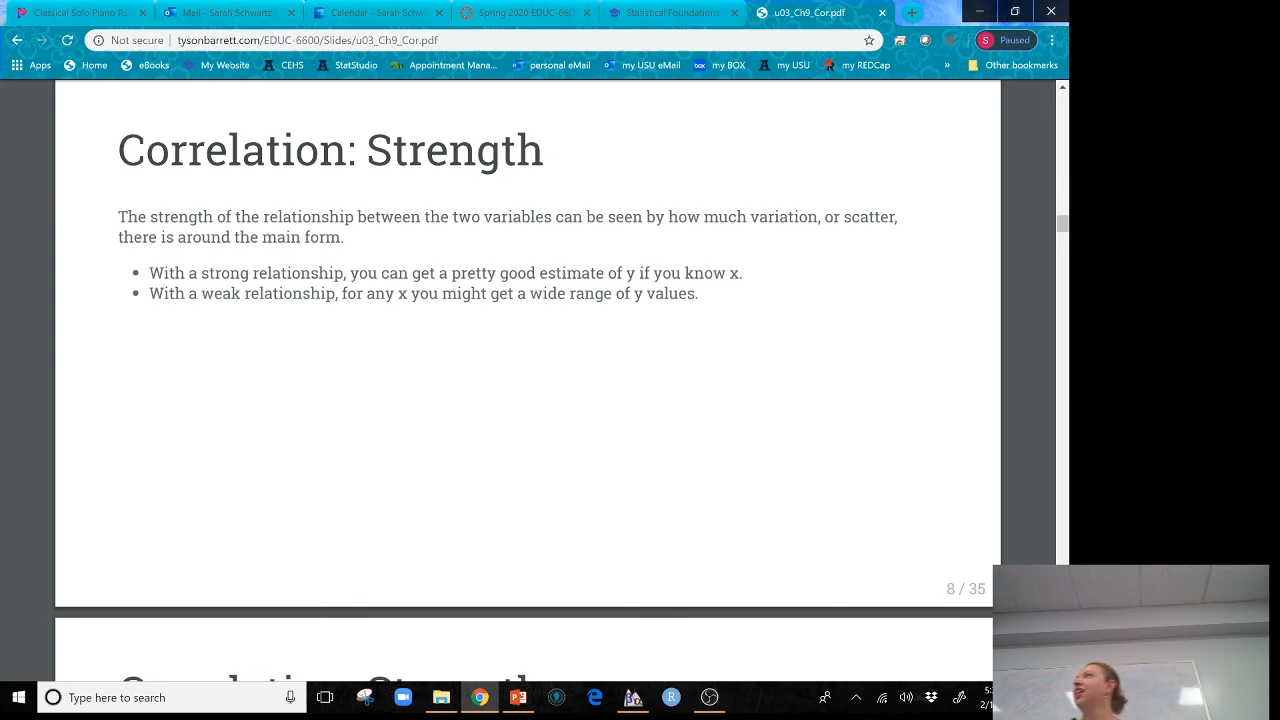 Classical Solo Piano Ra
Mail - Sarah Schwartz
Calendar - Sarah Schw
Spring 2020 EDUC-660
Statistical Foundations
u03_Ch9_Cor.pdf
Not secure | tysonbarrett.com/EDUC-6600/Slides/u03_Ch9_Cor.pdf
S Paused
Apps Home eBooks My Website CEHS StatStudio Appointment Mana... personal eMail my USU eMail box my BOX my USU my REDCap » Other bookmarks
Correlation: Strength
The strength of the relationship between the two variables can be seen by how much variation, or scatter,
there is around the main form.
• With a strong relationship, you can get a pretty good estimate of y if you know x.
• With a weak relationship, for any x you might get a wide range of y values.
8 / 35
Type here to search